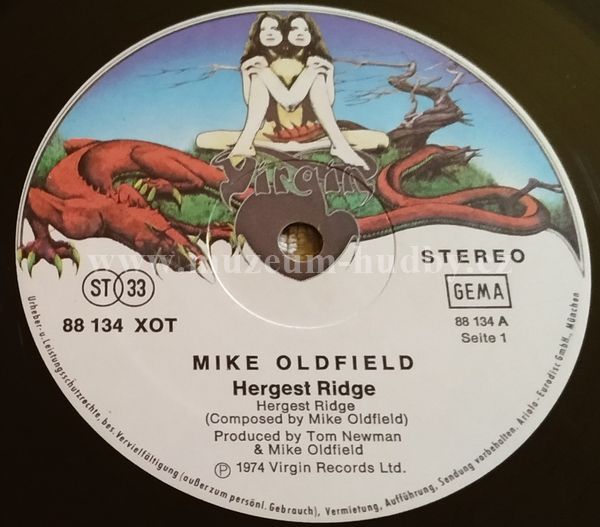 Virgin
www.muzeum-hudby.cz
STEREO
ST 33
GEMA
88 134 XOT
88 134 A
Seite 1
MIKE OLDFIELD
Hergest Ridge
Hergest Ridge
(Composed by Mike Oldfield)
Produced by Tom Newman
& Mike Oldfield
Ⓟ 1974 Virgin Records Ltd.
Urheber- u. Leistungsschutzrechte, bes. Vervielfältigung (außer zum persönl. Gebrauch), Vermietung, Aufführung, Sendung vorbehalten. Ariola-Eurodisc GmbH., München